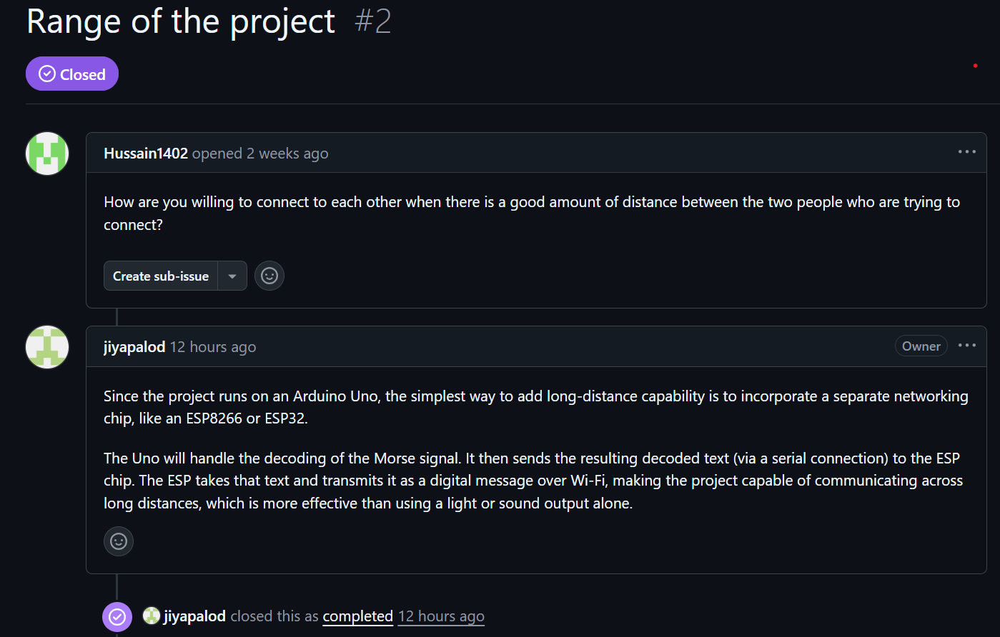 Range of the project #2
Closed
Hussain1402 opened 2 weeks ago
How are you willing to connect to each other when there is a good amount of distance between the two people who are trying to
connect?
Create sub-issue
jiyapalod 12 hours ago
Owner
Since the project runs on an Arduino Uno, the simplest way to add long-distance capability is to incorporate a separate networking
chip, like an ESP8266 or ESP32.
The Uno will handle the decoding of the Morse signal. It then sends the resulting decoded text (via a serial connection) to the ESP
chip. The ESP takes that text and transmits it as a digital message over Wi-Fi, making the project capable of communicating across
long distances, which is more effective than using a light or sound output alone.
jiyapalod closed this as completed 12 hours ago